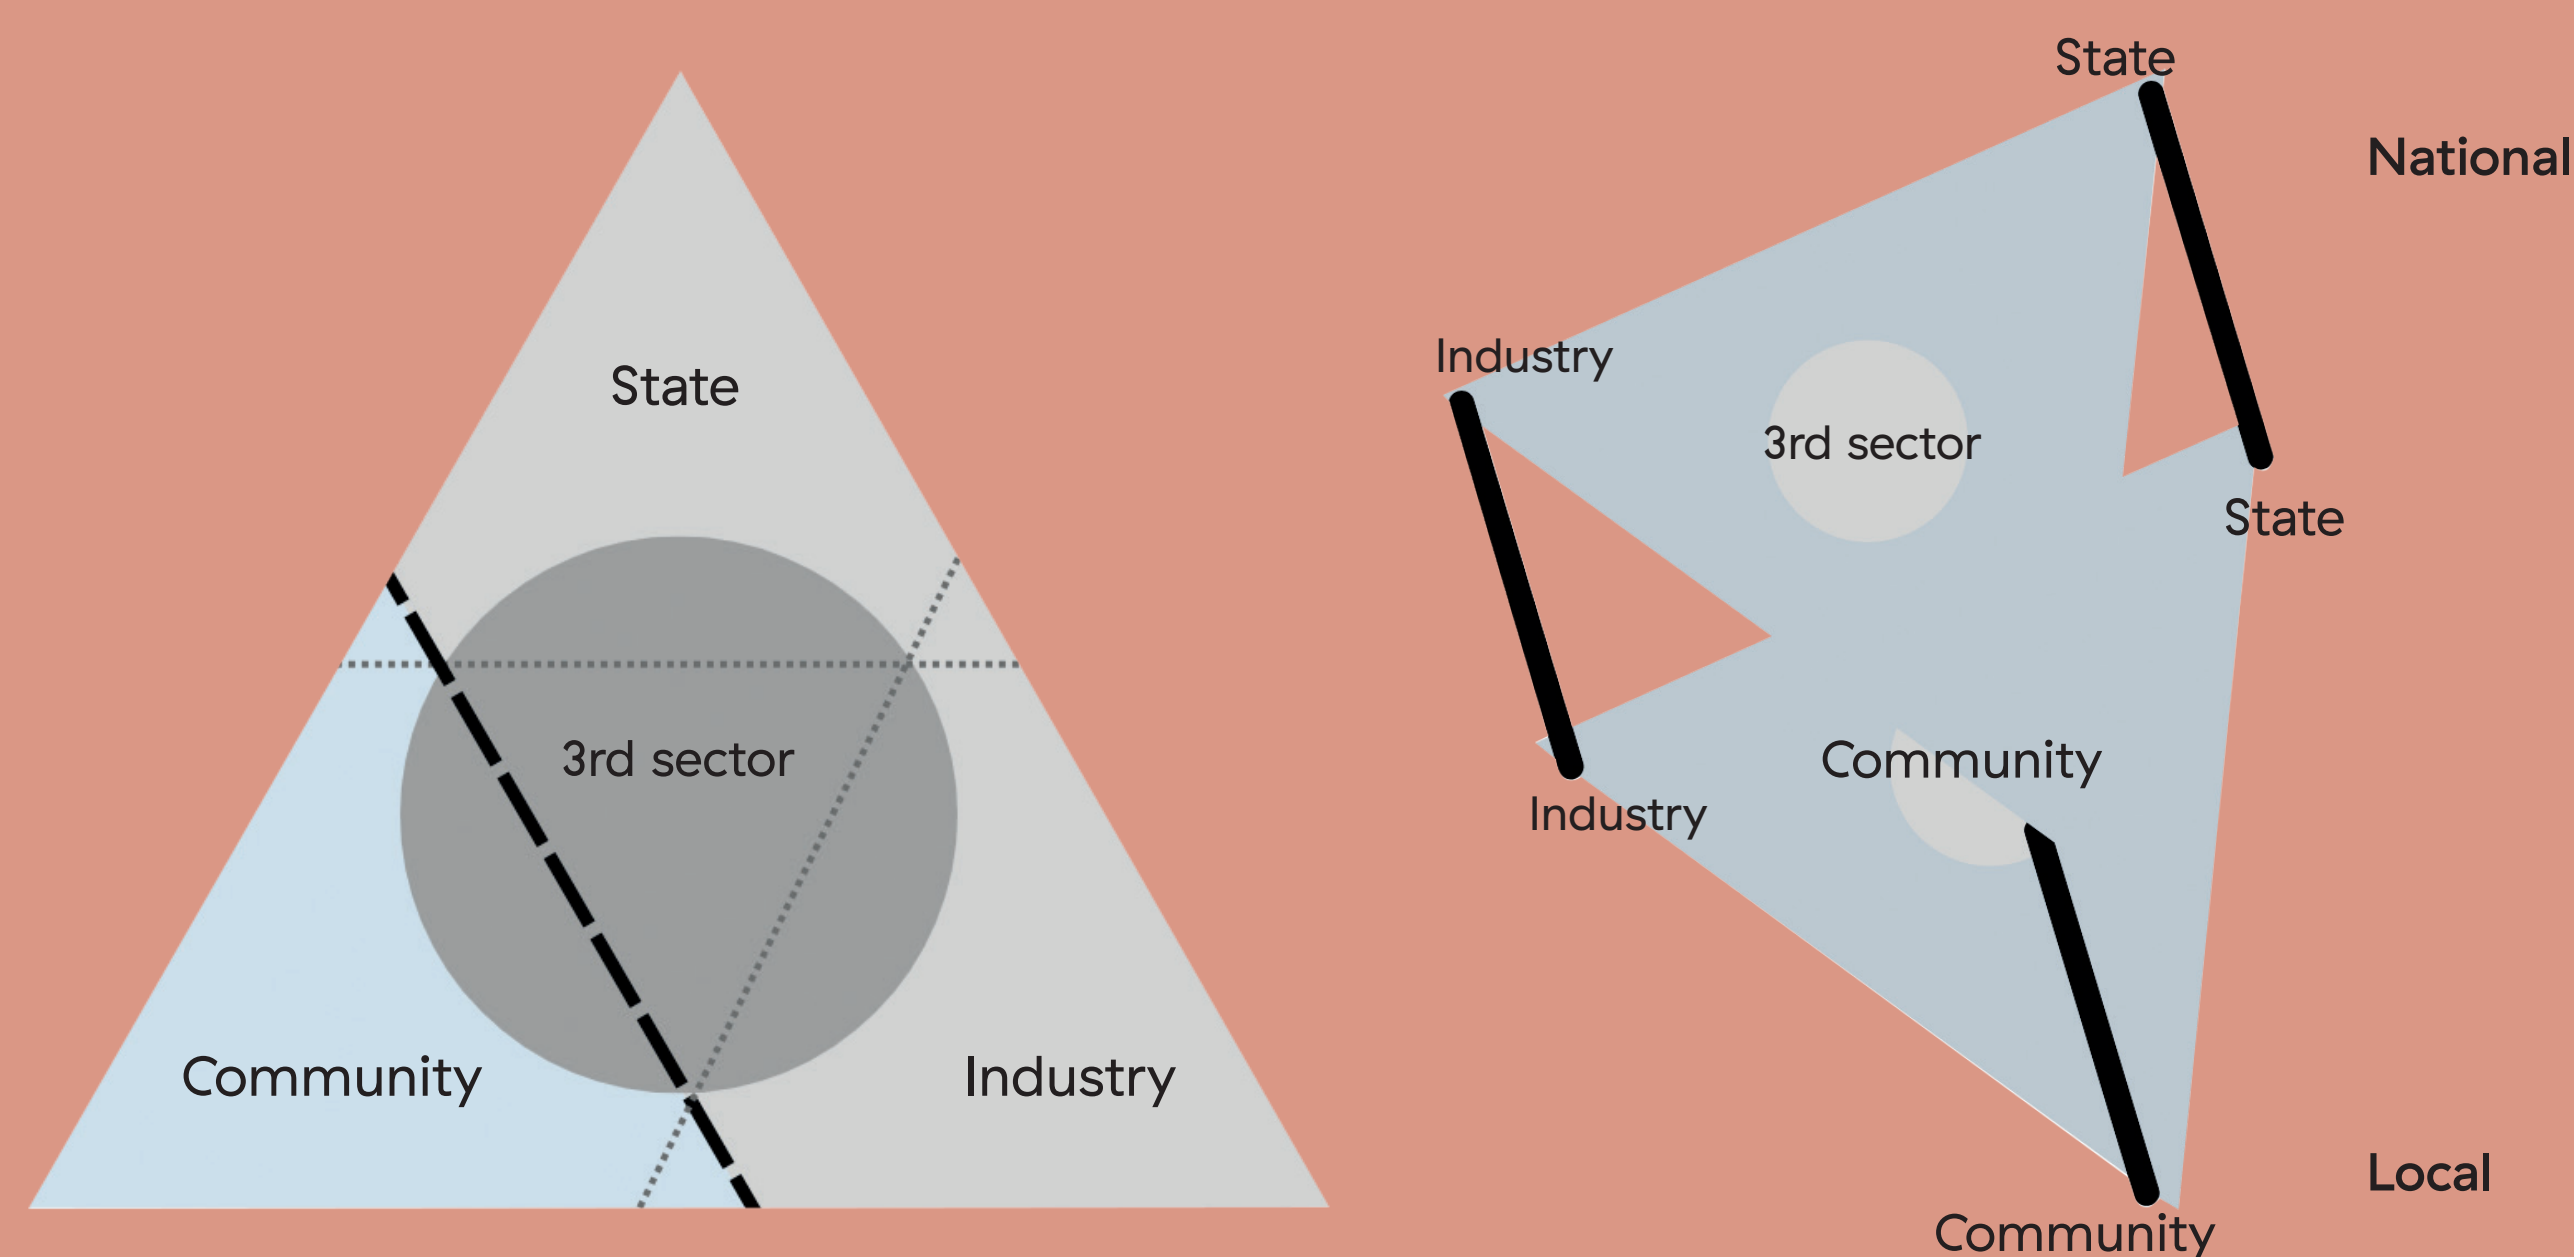 State
3rd sector
Community
Industry
State
National
Industry
3rd sector
State
Community
Industry
Local
Community